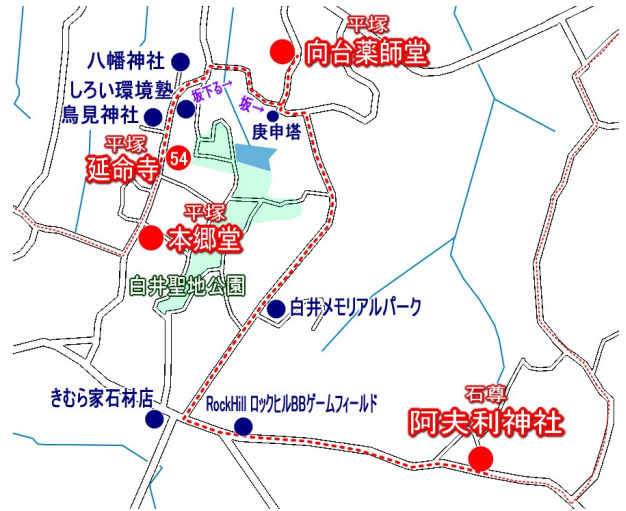 平塚
向台薬師堂
八幡神社
しろい環境塾
坂下る→
坂→
鳥見神社
庚申塔
平塚
延命寺
54
平塚
本郷堂
白井聖地公園
白井メモリアルパーク
きむら家石材店
RockHill ロックヒルBBゲームフィールド
石尊
阿夫利神社